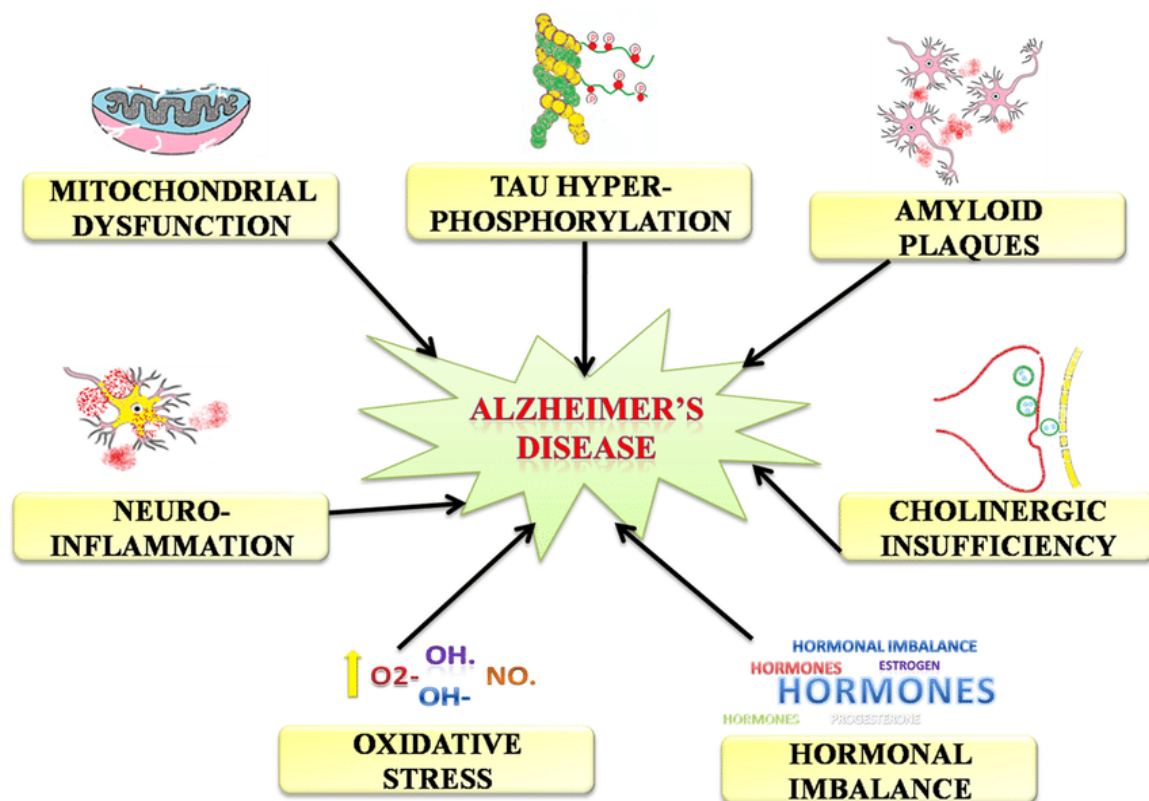 MITOCHONDRIAL
DYSFUNCTION
TAU HYPER-
PHOSPHORYLATION
P P P
P P
AMYLOID
PLAQUES
ALZHEIMER'S
DISEASE
NEURO-
INFLAMMATION
CHOLINERGIC
INSUFFICIENCY
O2- OH. NO.
OH-
OXIDATIVE
STRESS
HORMONAL IMBALANCE
HORMONES ESTROGEN
HORMONES
HORMONES PROGESTERONE
HORMONAL
IMBALANCE